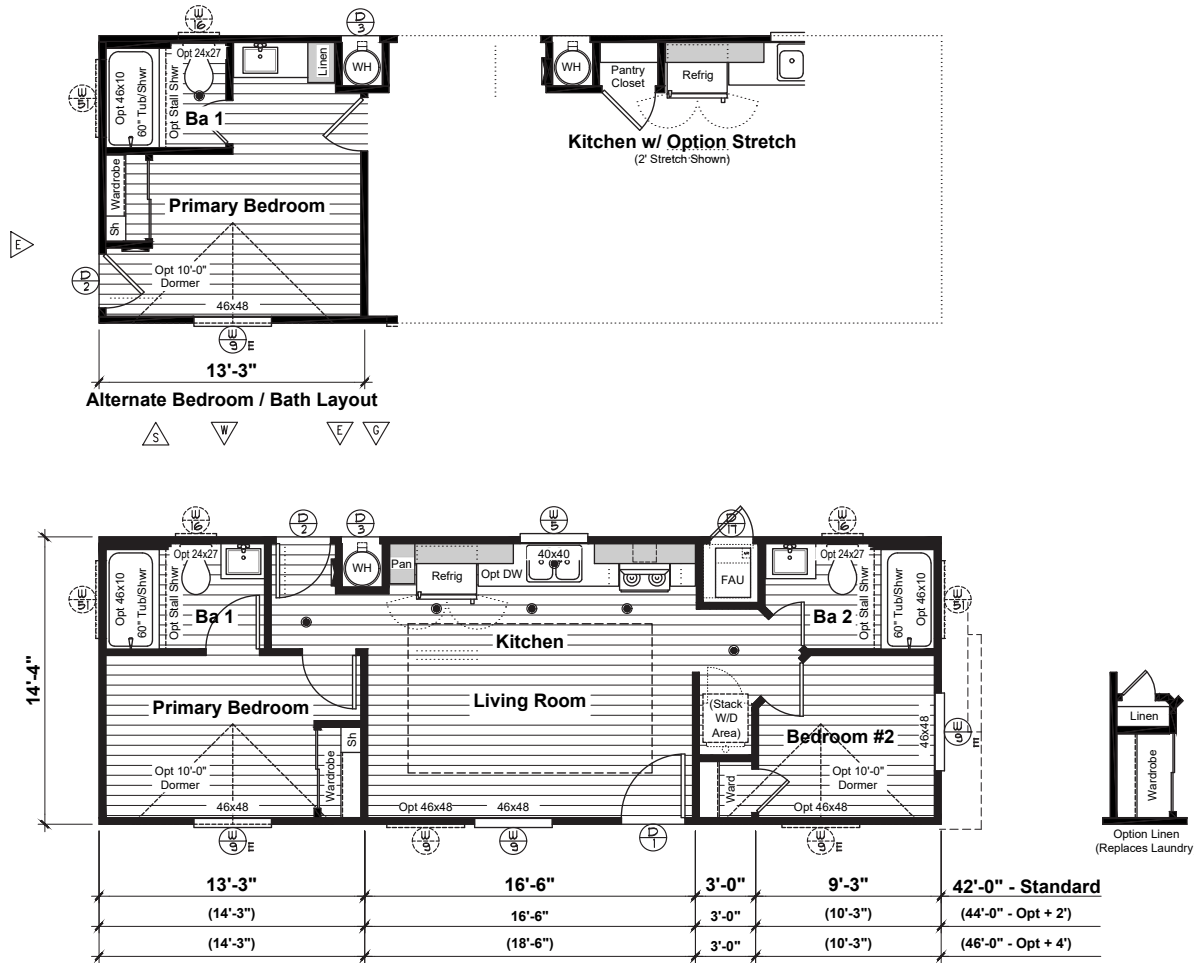 W
16
D
3
Opt 24x27
Linen
WH
WH
Pantry
Closet
Refrig
W
51
Opt 46x10
60" Tub/Shwr
Opt Stall Shwr
Ba 1
Kitchen w/ Option Stretch
(2' Stretch Shown)
Wardrobe
Sh
Primary Bedroom
E
D
2
Opt 10'-0"
Dormer
46x48
W
9
E
13'-3"
Alternate Bedroom / Bath Layout
S
W
E
G
W
16
D
2
D
3
W
5
D
17
W
16
Opt 24x27
WH
Pan
Refrig
Opt DW
40x40
FAU
Opt 24x27
W
51
Opt 46x10
60" Tub/Shwr
Opt Stall Shwr
Ba 1
Kitchen
Ba 2
Opt Stall Shwr
60" Tub/Shwr
Opt 46x10
W
51
14'-4"
Primary Bedroom
Living Room
(Stack
W/D
Area)
Bedroom #2
46x48
W
9
E
Linen
Wardrobe
Option Linen
(Replaces Laundry
Sh
Wardrobe
Opt 10'-0"
Dormer
46x48
Opt 46x48
46x48
Ward
Opt 10'-0"
Dormer
Opt 46x48
W
9
E
W
9
W
9
D
1
W
9
E
13'-3"
16'-6"
3'-0"
9'-3"
42'-0" - Standard
(14'-3")
16'-6"
3'-0"
(10'-3")
(44'-0" - Opt + 2')
(14'-3")
(18'-6")
3'-0"
(10'-3")
(46'-0" - Opt + 4')